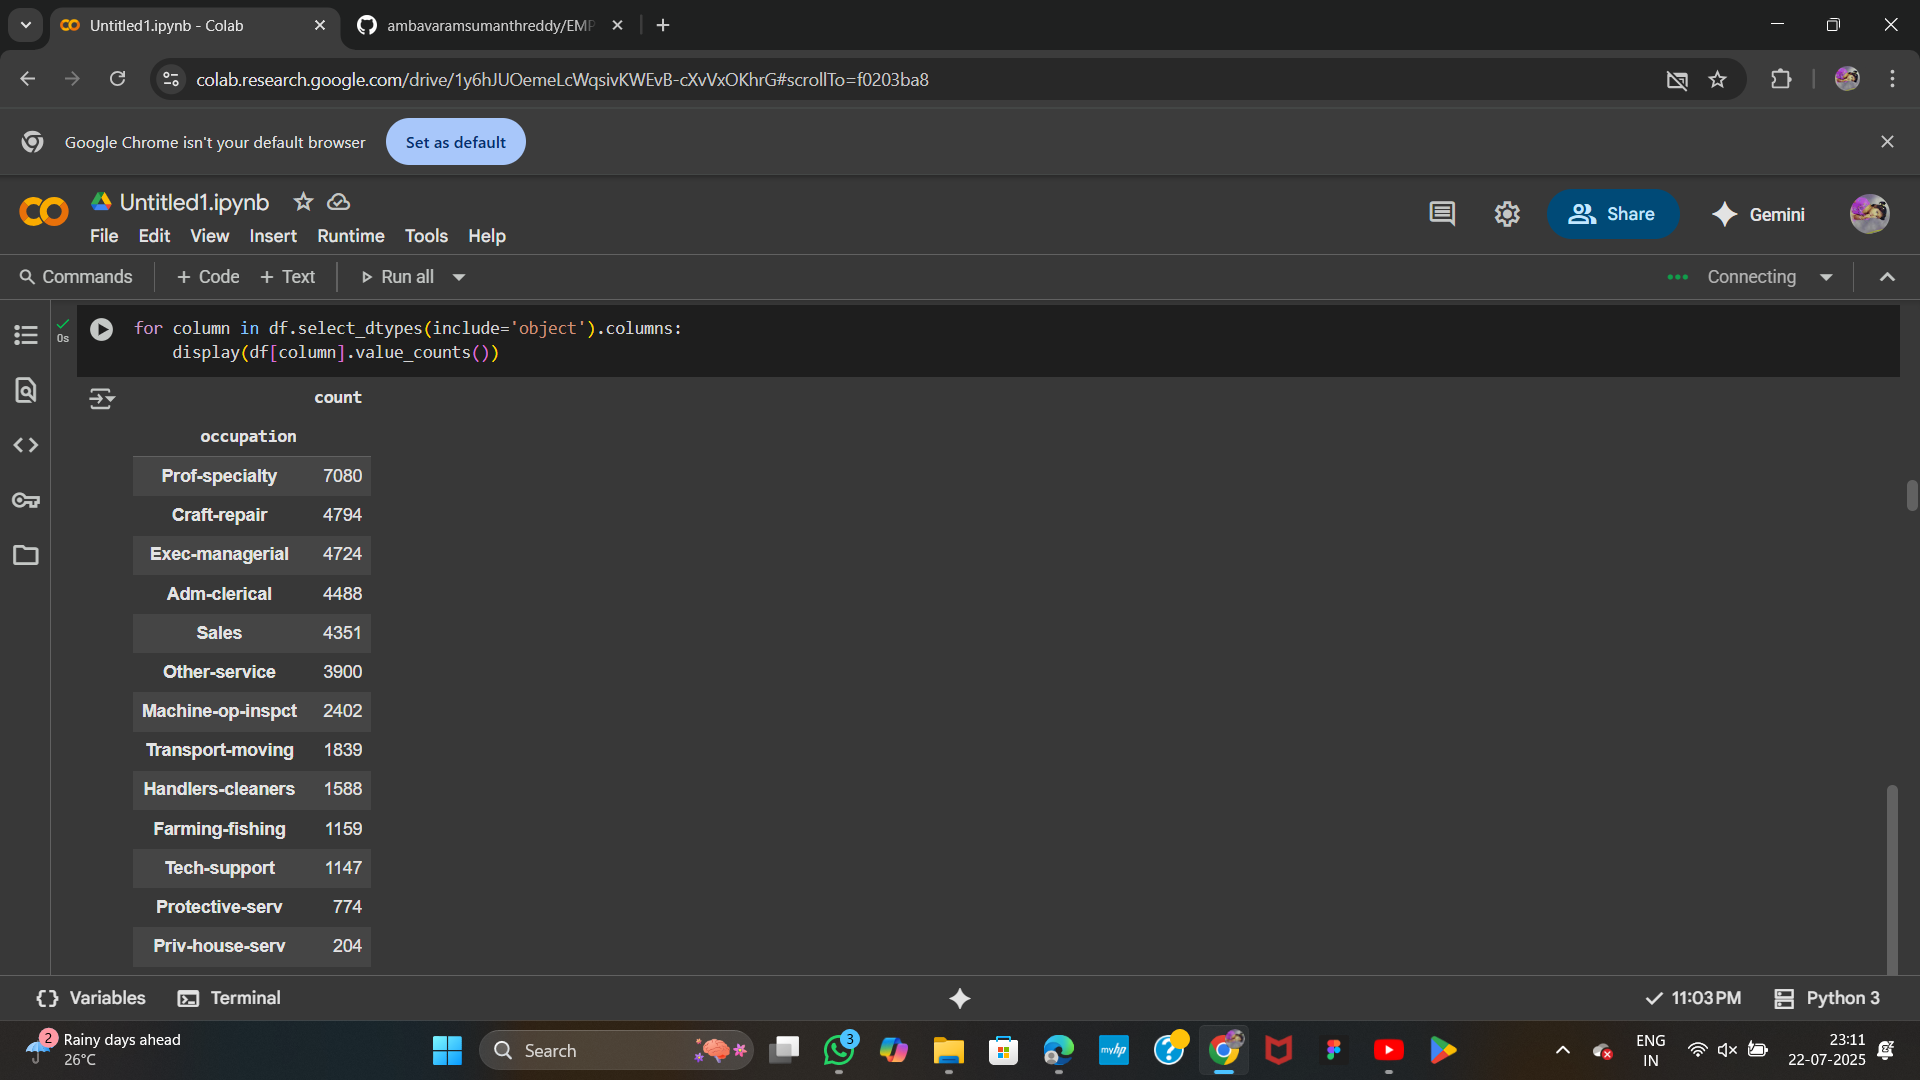 Untitled1.ipynb - Colab
ambavaramsumanthreddy/EMP
colab.research.google.com/drive/1y6hJUOemeLcWqsivKWEvB-cXvVxOKhrG#scrollTo=f0203ba8
Google Chrome isn't your default browser
Set as default
Untitled1.ipynb
File Edit View Insert Runtime Tools Help
Share
Gemini
Commands
+ Code
+ Text
Run all
Connecting
0s
for column in df.select_dtypes(include='object').columns:
display(df[column].value_counts())
count
occupation
Prof-specialty 7080
Craft-repair 4794
Exec-managerial 4724
Adm-clerical 4488
Sales 4351
Other-service 3900
Machine-op-inspct 2402
Transport-moving 1839
Handlers-cleaners 1588
Farming-fishing 1159
Tech-support 1147
Protective-serv 774
Priv-house-serv 204
{} Variables
Terminal
11:03 PM
Python 3
2
Rainy days ahead
26°C
Search
3
myhp
ENG
IN
23:11
22-07-2025